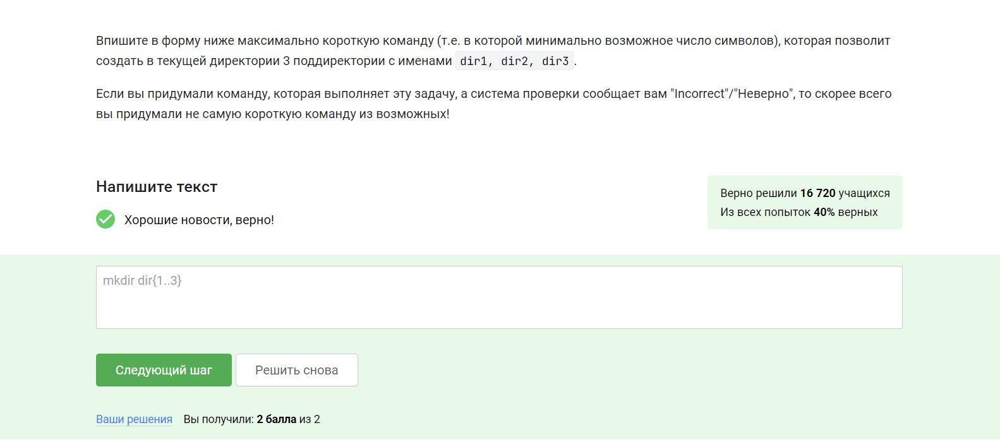 Впишите в форму ниже максимально короткую команду (т.е. в которой минимально возможное число символов), которая позволит
создать в текущей директории 3 поддиректории с именами dir1, dir2, dir3.
Если вы придумали команду, которая выполняет эту задачу, а система проверки сообщает вам "Incorrect"/"Неверно", то скорее всего
вы придумали не самую короткую команду из возможных!
Напишите текст
Хорошие новости, верно!
Верно решили 16 720 учащихся
Из всех попыток 40% верных
mkdir dir{1..3}
Следующий шаг
Решить снова
Ваши решения Вы получили: 2 балла из 2